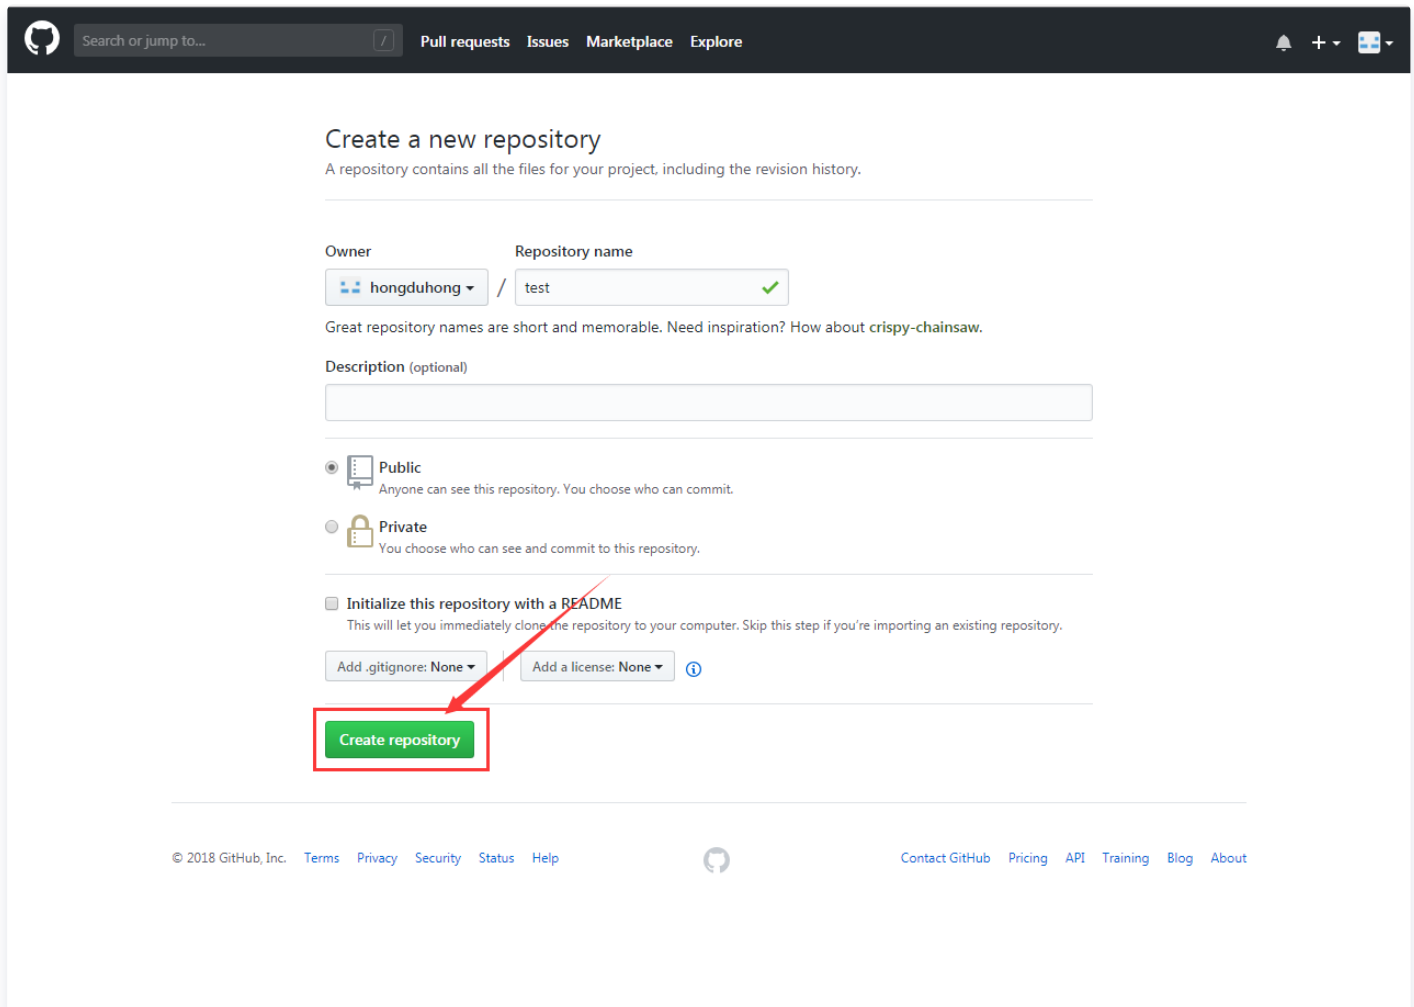 Search or jump to... / Pull requests Issues Marketplace Explore
Create a new repository
A repository contains all the files for your project, including the revision history.
Owner Repository name
hongduhong / test
Great repository names are short and memorable. Need inspiration? How about crispy-chainsaw.
Description (optional)
Public
Anyone can see this repository. You choose who can commit.
Private
You choose who can see and commit to this repository.
Initialize this repository with a README
This will let you immediately clone the repository to your computer. Skip this step if you're importing an existing repository.
Add .gitignore: None Add a license: None
Create repository
© 2018 GitHub, Inc. Terms Privacy Security Status Help Contact GitHub Pricing API Training Blog About